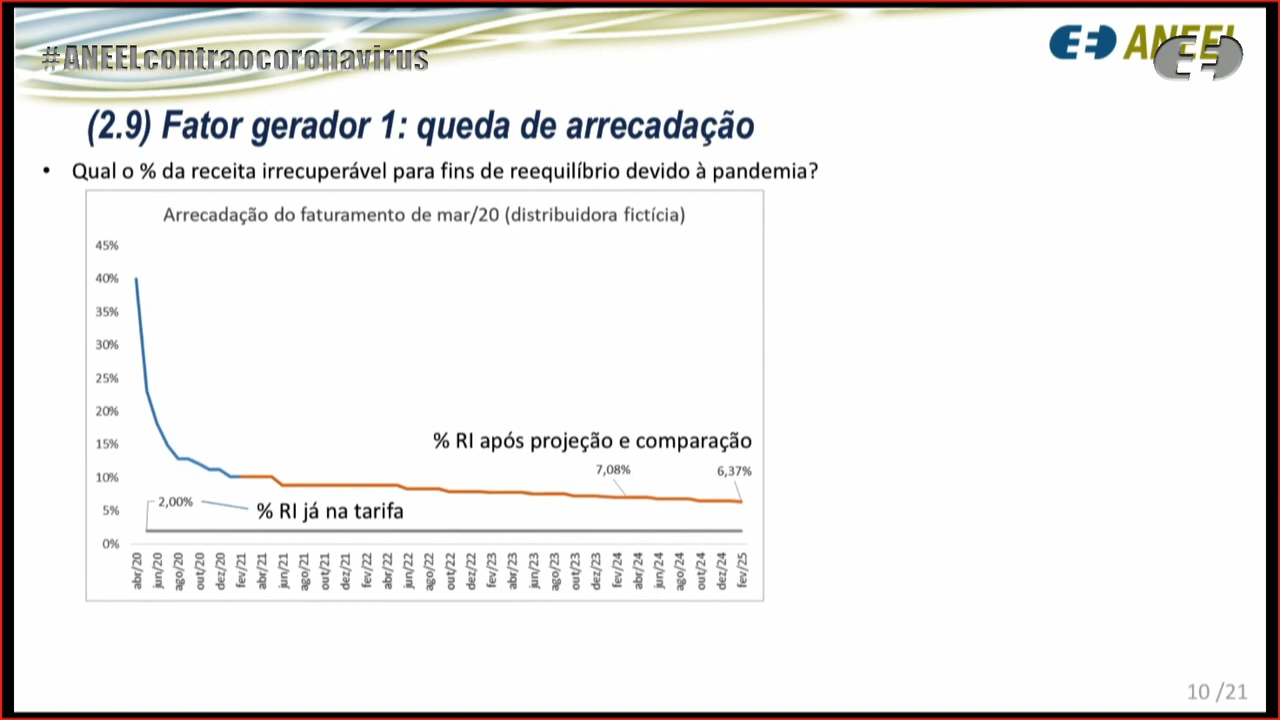 #ANEELcontraocoronavirus
ANEEL
(2.9) Fator gerador 1: queda de arrecadação
• Qual o % da receita irrecuperável para fins de reequilíbrio devido à pandemia?
Arrecadação do faturamento de mar/20 (distribuidora fictícia)
45%
40%
35%
30%
25%
20%
15%
10%
5%
0%
% RI após projeção e comparação
7,08%
6,37%
2,00%
% RI já na tarifa
abr/20
jun/20
ago/20
out/20
dez/20
fev/21
abr/21
jun/21
ago/21
out/21
dez/21
fev/22
abr/22
jun/22
ago/22
out/22
dez/22
fev/23
abr/23
jun/23
ago/23
out/23
dez/23
fev/24
abr/24
jun/24
ago/24
out/24
dez/24
fev/25
10 /21